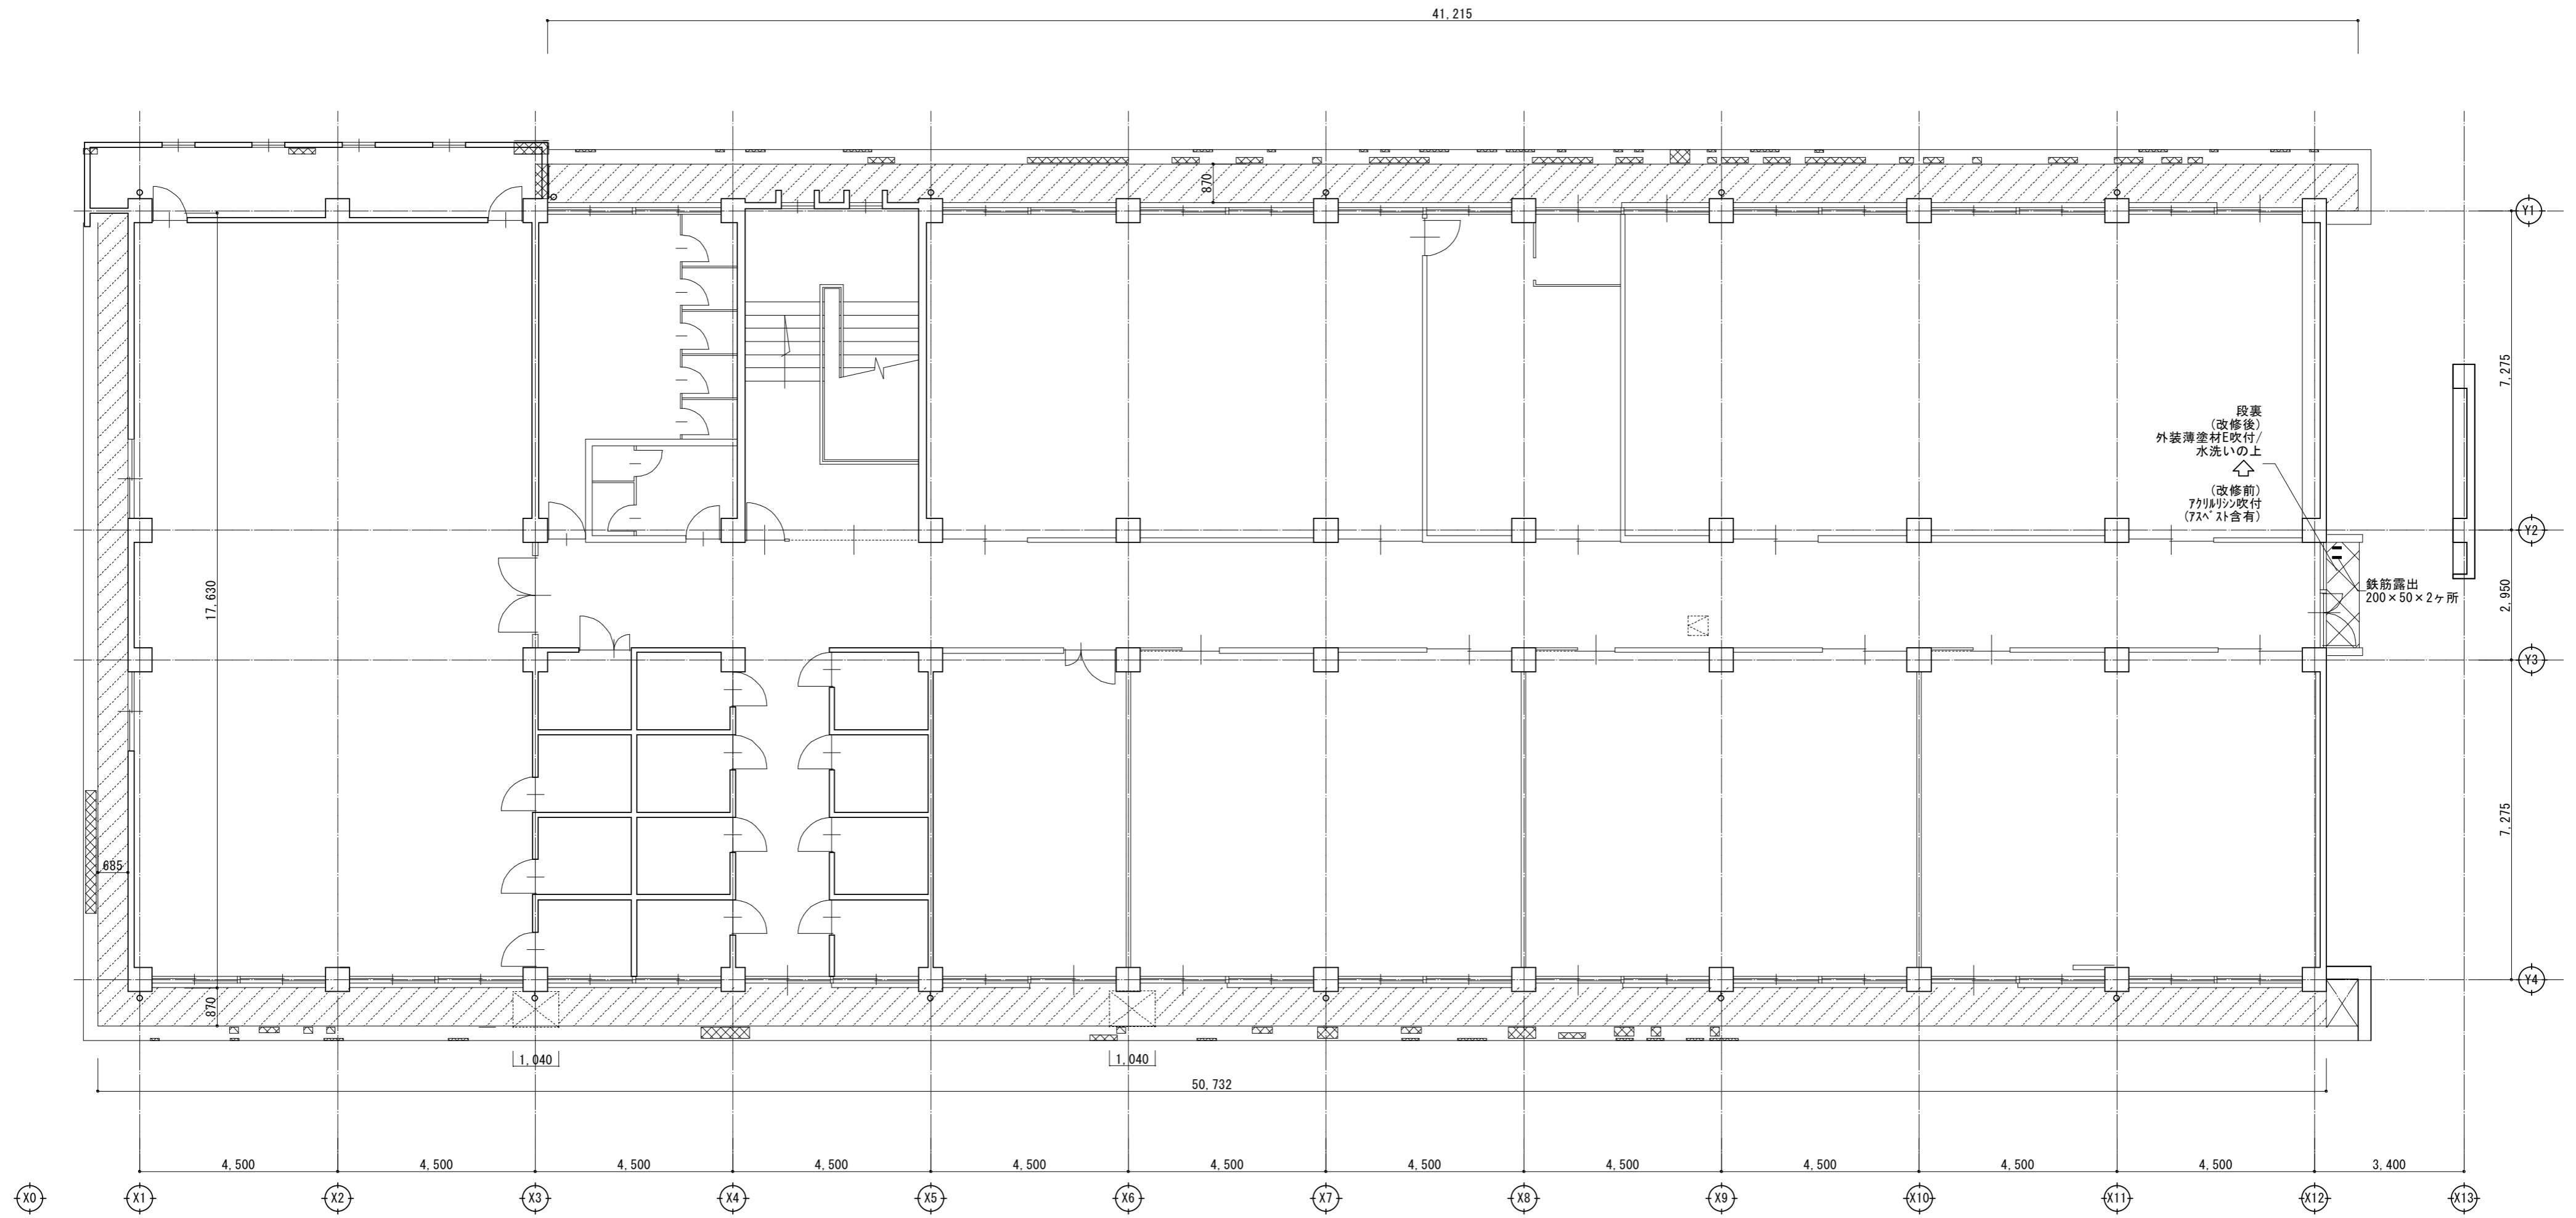 41,215
870
Y1
7,275
段裏
(改修後)
外装薄塗材E吹付/
水洗いの上
(改修前)
アクリルリシン吹付
(アスベスト含有)
Y2
鉄筋露出
200×50×2ヶ所
17,630
2,950
Y3
7,275
685
Y4
870
1,040
1,040
50,732
4,500
4,500
4,500
4,500
4,500
4,500
4,500
4,500
4,500
4,500
4,500
3,400
X0
X1
X2
X3
X4
X5
X6
X7
X8
X9
X10
X11
X12
X13